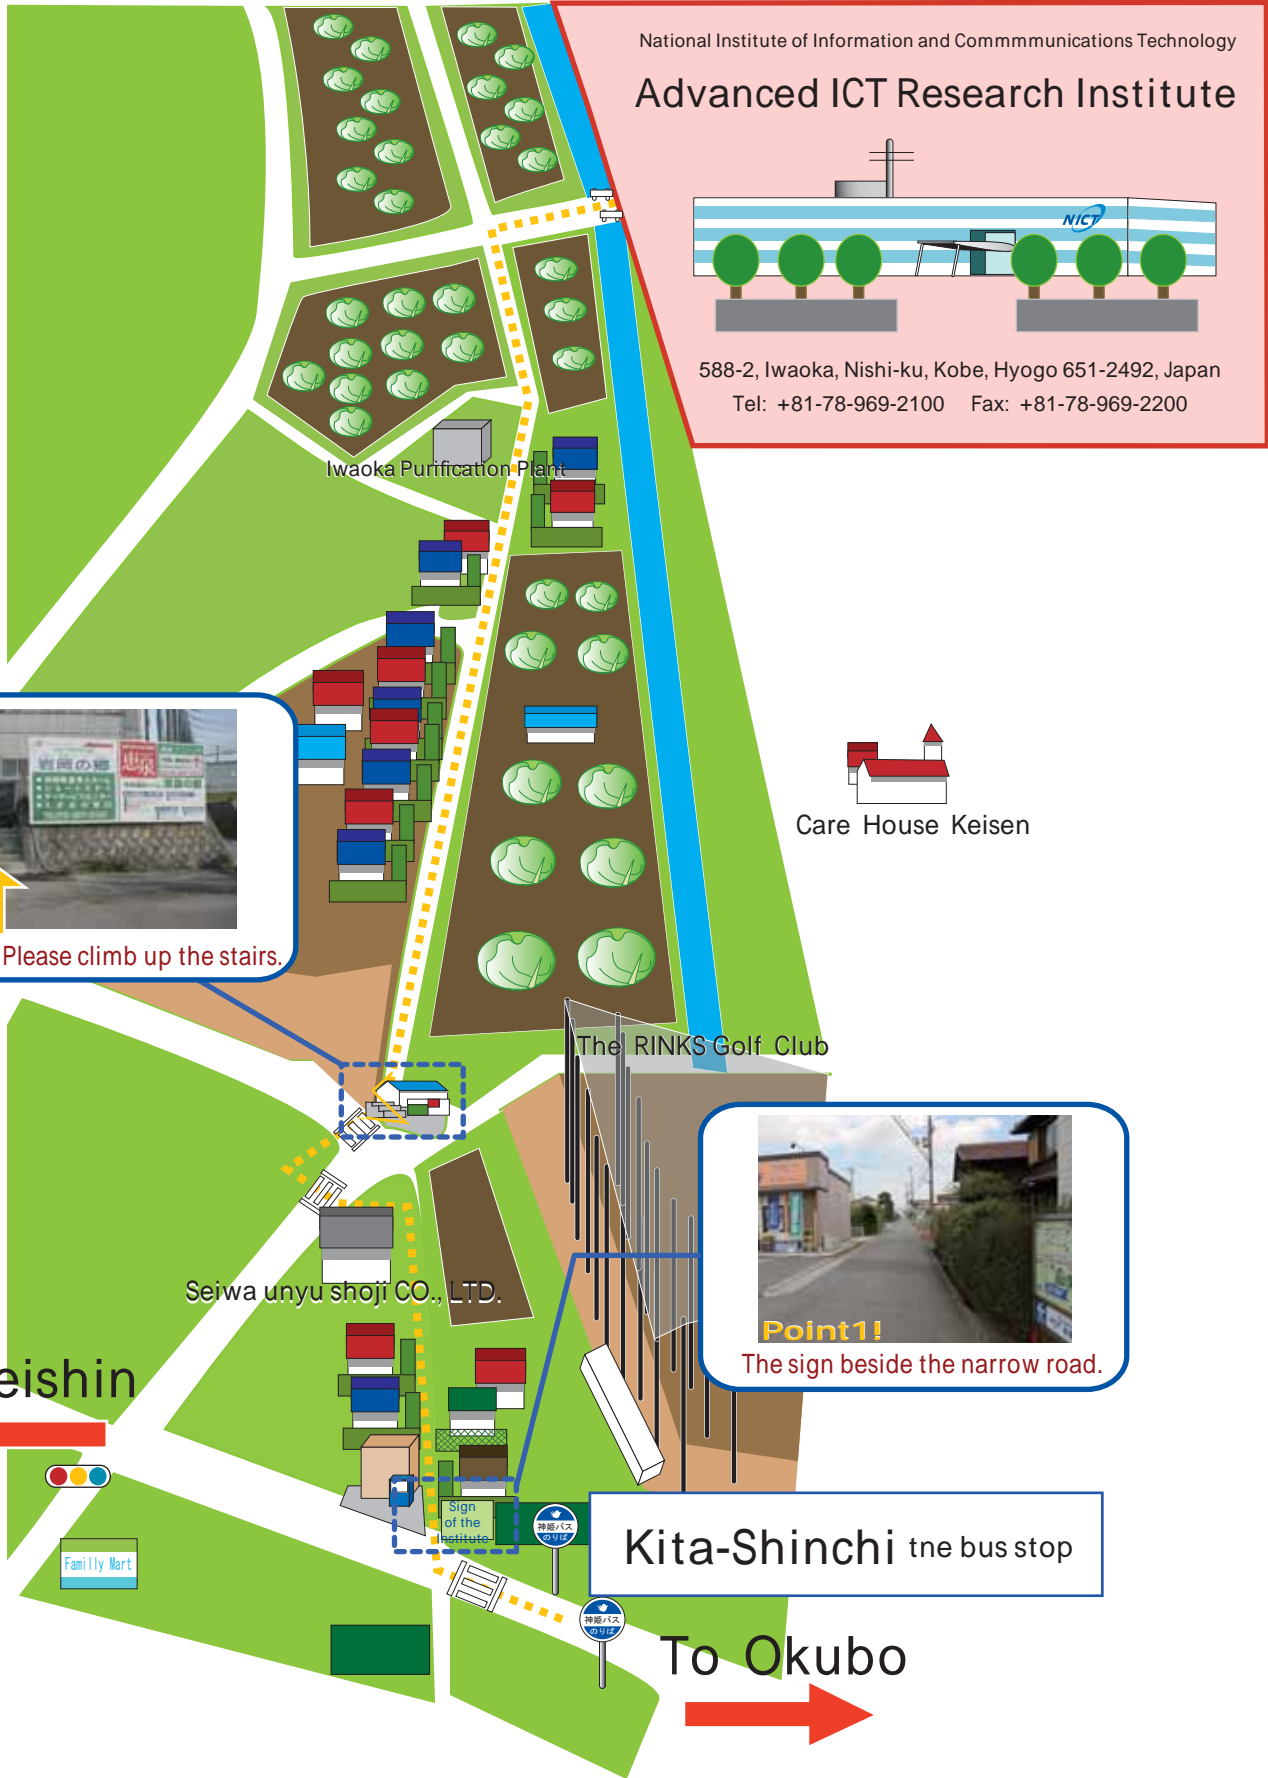 National Institute of Information and Commmmunications Technology
Advanced ICT Research Institute
NICT
588-2, Iwaoka, Nishi-ku, Kobe, Hyogo 651-2492, Japan
Tel: +81-78-969-2100 Fax: +81-78-969-2200
Iwaoka Purification Plant
Care House Keisen
Please climb up the stairs.
The RINKS Golf Club
Point1!
The sign beside the narrow road.
Seiwa unyu shoji CO., LTD.
eishin
Sign
of the
Institute
神姫バス
のりば
Kita-Shinchi tne bus stop
Familly Mart
神姫バス
のりば
To Okubo